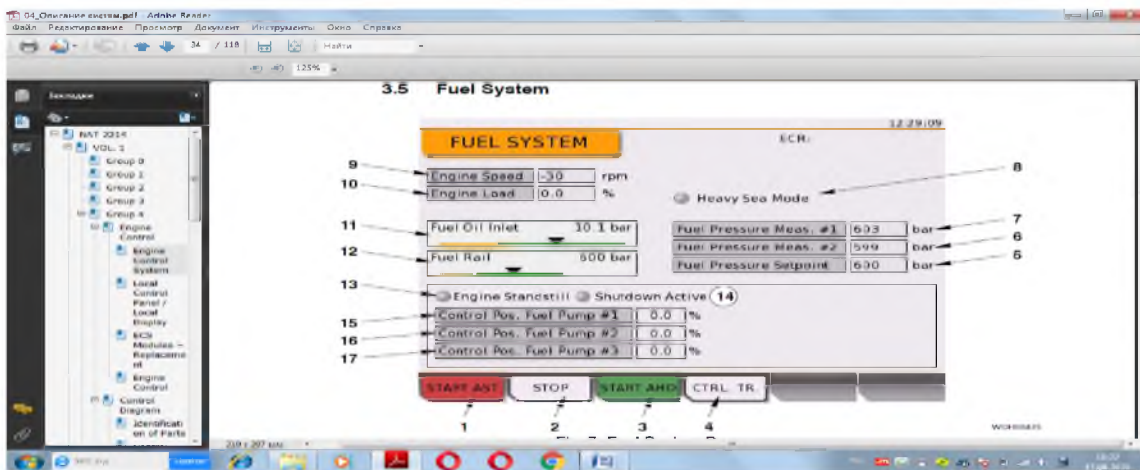 04_Описание систем.pdf - Adobe Reader
Файл Редактирование Просмотр Документ Инструменты Окно Справка
34 / 118 Найти
125%
Закладки
NAT 2014
VOL. 1
Group 0
Group 1
Group 2
Group 3
Group 4
Engine Control
Engine Control System
Local Control Panel / Local Display
ECS Modules – Replacement
Engine Control
Control Diagram
Identification of Parts
3.5 Fuel System
12:29:09
FUEL SYSTEM ECR:
9 Engine Speed -30 rpm
10 Engine Load 0.0 %
8 Heavy Sea Mode
11 Fuel Oil Inlet 10.1 bar
12 Fuel Rail 600 bar
Fuel Pressure Meas. #1 603 bar 7
Fuel Pressure Meas. #2 599 bar 6
Fuel Pressure Setpoint 600 bar
13 Engine Standstill Shutdown Active 14
15 Control Pos. Fuel Pump #1 0.0 %
16 Control Pos. Fuel Pump #2 0.0 %
17 Control Pos. Fuel Pump #3 0.0 %
START AST STOP START AHD CTRL. TR.
1 2 3 4
210 x 297 мм